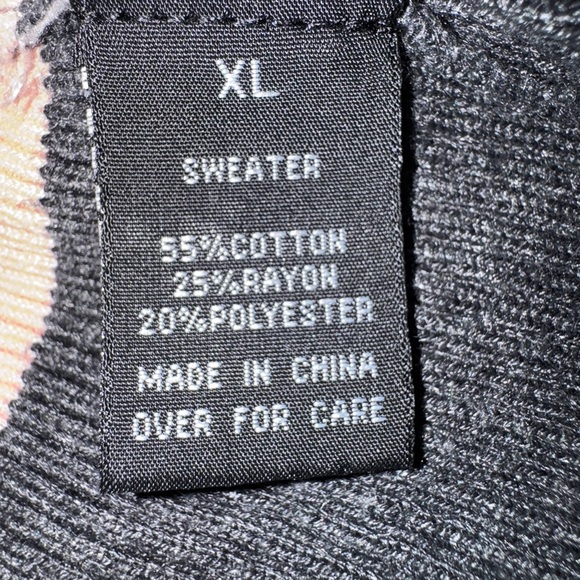 XL
SWEATER
55%COTTON
25%RAYON
20%POLYESTER
MADE IN CHINA
OVER FOR CARE